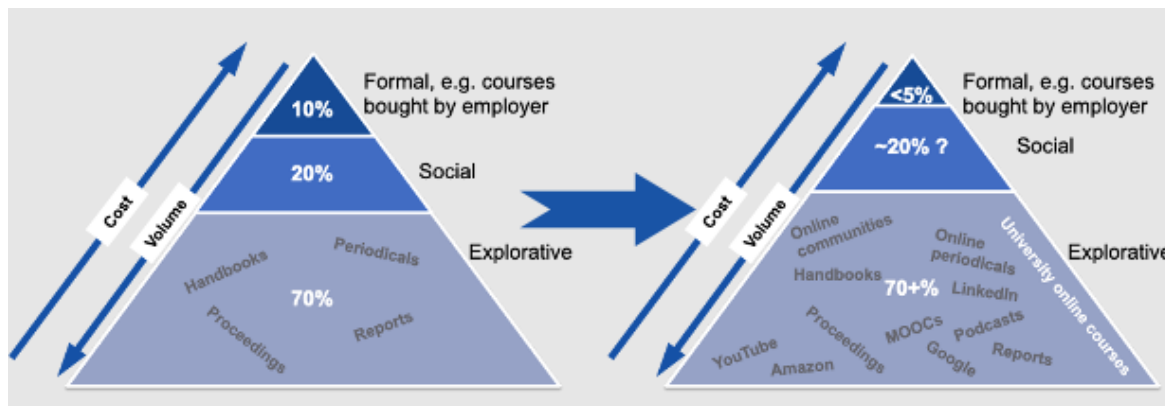 Formal, e.g. courses
bought by employer
10%
20%
Social
Cost
Volume
Explorative
Handbooks
Periodicals
70%
Proceedings
Reports
Formal, e.g. courses
bought by employer
<5%
~20% ?
Social
Cost
Volume
Explorative
Online
communities
Online
periodicals
Handbooks
70+%
LinkedIn
University online courses
Proceedings
MOOCs
Podcasts
YouTube
Amazon
Google
Reports